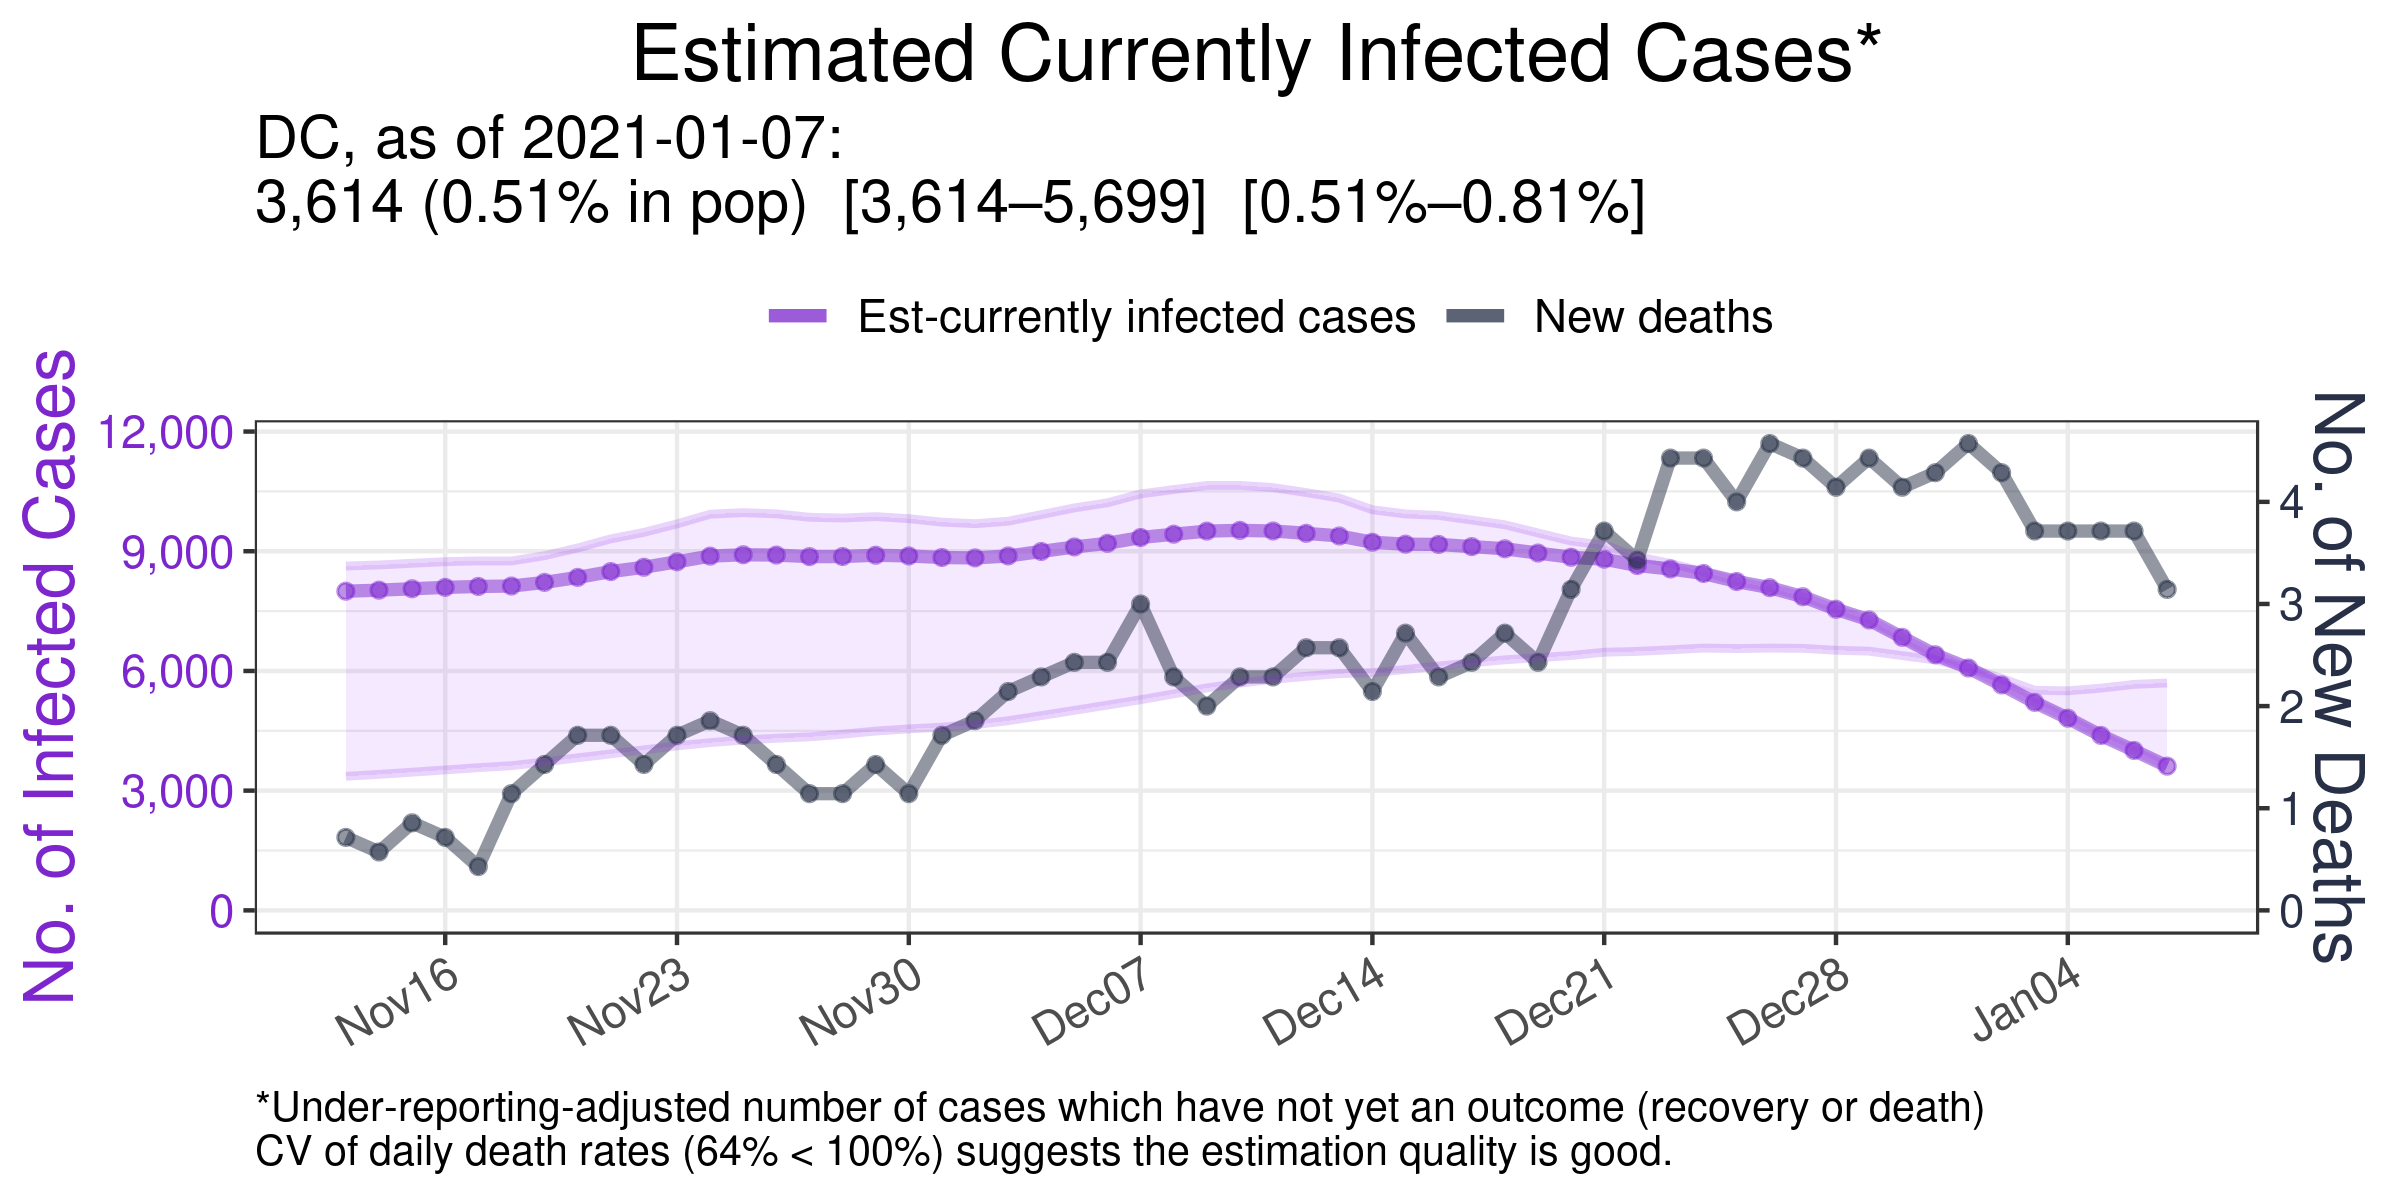 Estimated Currently Infected Cases*
DC, as of 2021-01-07:
3,614 (0.51% in pop)  [3,614–5,699]  [0.51%–0.81%]
Est-currently infected cases
New deaths
No. of Infected Cases
12,000
9,000
6,000
3,000
0
No. of New Deaths
4
3
2
1
0
Nov16
Nov23
Nov30
Dec07
Dec14
Dec21
Dec28
Jan04
*Under-reporting-adjusted number of cases which have not yet an outcome (recovery or death)
CV of daily death rates (64% < 100%) suggests the estimation quality is good.